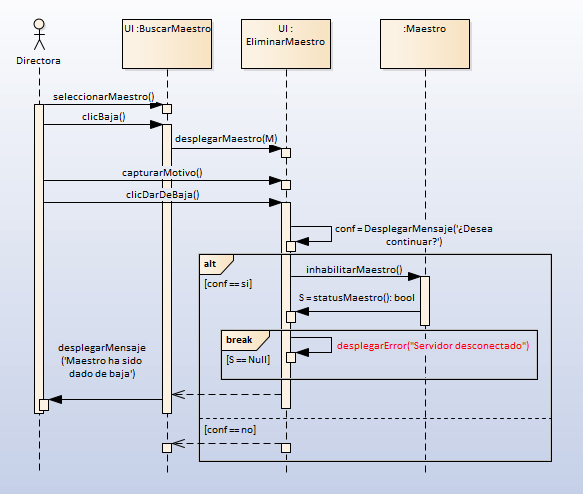 UI :BuscarMaestro
UI :
EliminarMaestro
:Maestro
Directora
seleccionarMaestro()
clicBaja()
desplegarMaestro(M)
capturarMotivo()
clicDarDeBaja()
conf = DesplegarMensaje('¿Desea
continuar?')
alt
[conf == si]
inhabilitarMaestro()
S = statusMaestro(): bool
break
[S == Null]
desplegarError("Servidor desconectado")
desplegarMensaje
('Maestro ha sido
dado de baja')
[conf == no]